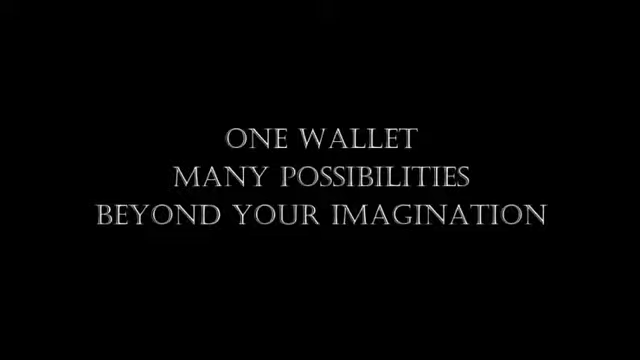 ONE WALLET
MANY POSSIBILITIES
BEYOND YOUR IMAGINATION